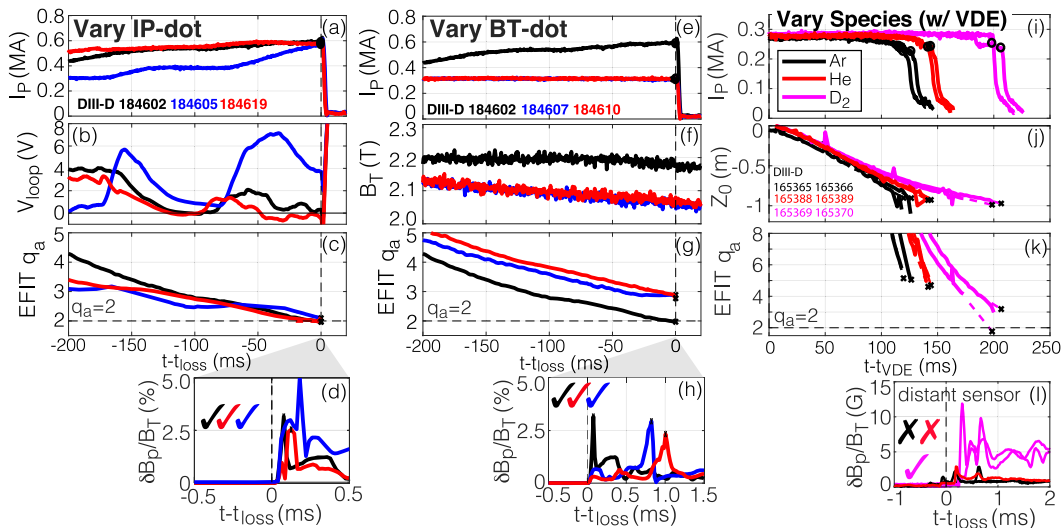 Vary IP-dot
(a)
I_P (MA)
0.8
0.6
0.4
0.2
0.0
DIII-D 184602 184605 184619
(b)
V_loop (V)
8
6
4
2
0
(c)
EFIT q_a
5
4
3
2
q_a=2
-200 -150 -100 -50 0
t-t_loss (ms)
(d)
δB_P/B_T (%)
5.0
2.5
0
-0.5 0 0.5
t-t_loss (ms)
Vary BT-dot
(e)
I_P (MA)
0.8
0.6
0.4
0.2
0.0
DIII-D 184602 184607 184610
(f)
B_T (T)
2.3
2.2
2.1
2.0
(g)
EFIT q_a
5
4
3
2
q_a=2
-200 -150 -100 -50 0
t-t_loss (ms)
(h)
δB_P/B_T (%)
5.0
2.5
0
-0.5 0 0.5 1.0 1.5
t-t_loss (ms)
Vary Species (w/ VDE)
(i)
I_P (MA)
0.3
0.2
0.1
0.0
Ar
He
D_2
(j)
Z_0 (m)
0
-0.5
-1
DIII-D
165365 165366
165388 165389
165369 165370
(k)
EFIT q_a
8
6
4
2
q_a=2
0 50 100 150 200 250
t-t_VDE (ms)
distant sensor
(l)
δB_P/B_T (G)
15
10
5
0
-1 0 1 2
t-t_loss (ms)